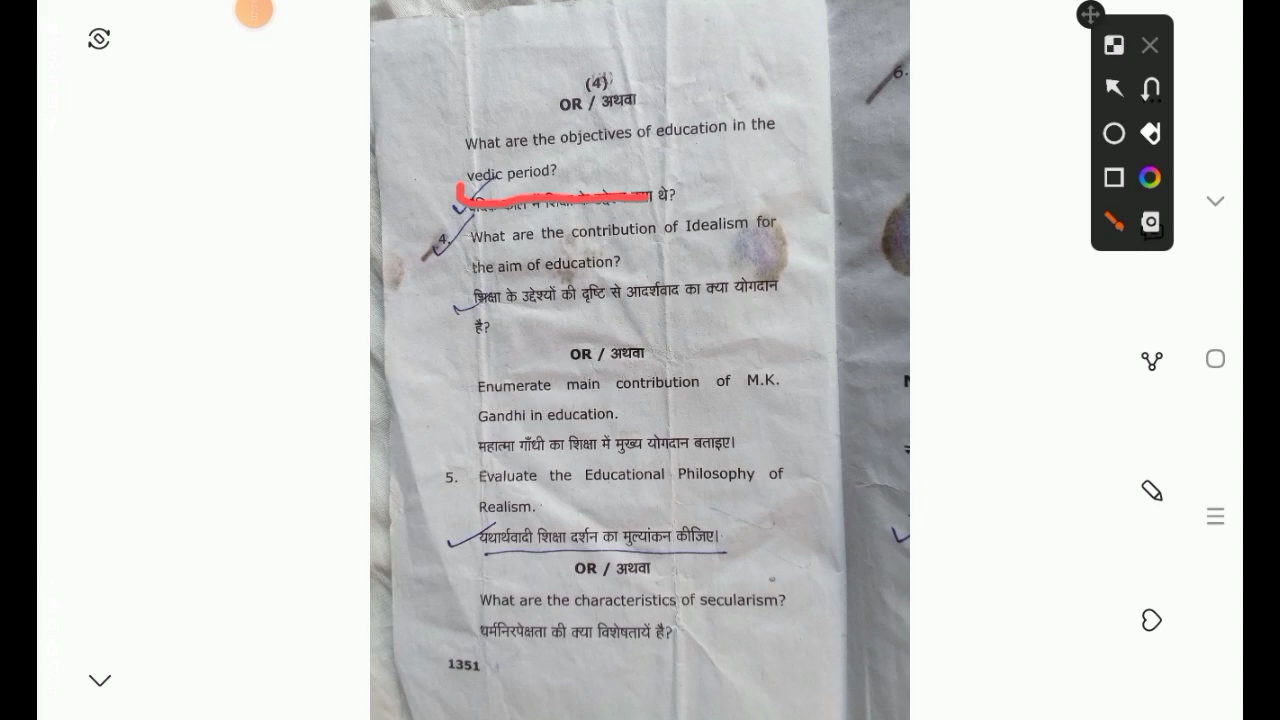 (4)
OR / अथवा
What are the objectives of education in the
vedic period?
थे?
4. What are the contribution of Idealism for
the aim of education?
शिक्षा के उद्देश्यों की दृष्टि से आदर्शवाद का क्या योगदान
है?
OR / अथवा
Enumerate main contribution of M.K.
Gandhi in education.
महात्मा गाँधी का शिक्षा में मुख्य योगदान बताइए।
5. Evaluate the Educational Philosophy of
Realism.
यथार्थवादी शिक्षा दर्शन का मुल्यांकन कीजिए।
OR / अथवा
What are the characteristics of secularism?
धर्मनिरपेक्षता की क्या विशेषतायें है?
1351
6.